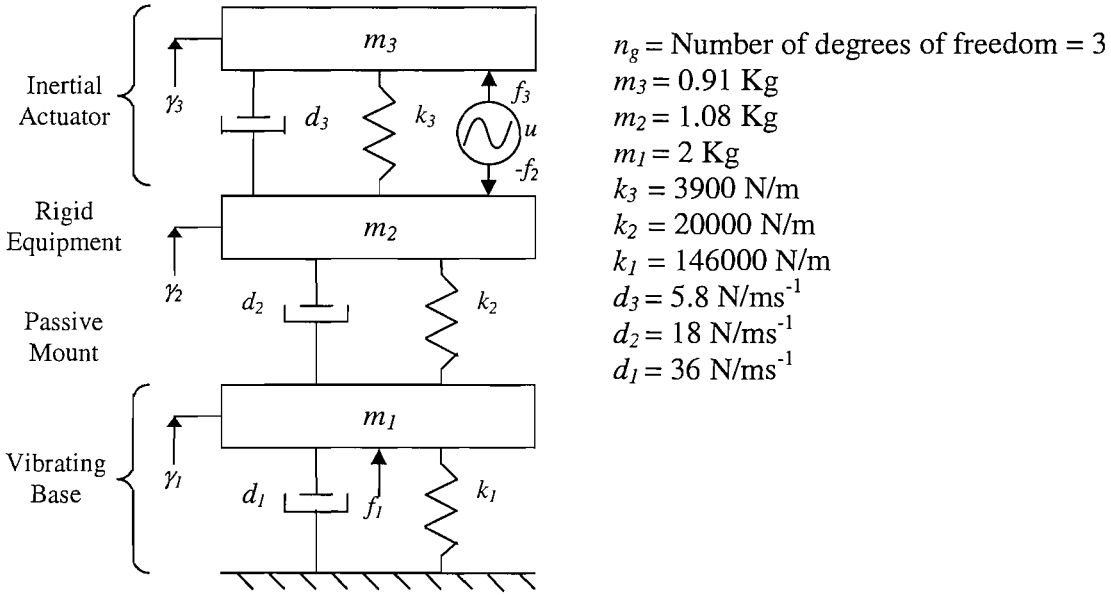 m₃
Inertial
Actuator
γ₃
d₃
k₃
f₃
u
-f₂
Rigid
Equipment
m₂
γ₂
d₂
k₂
Passive
Mount
m₁
γ₁
Vibrating
Base
d₁
f₁
k₁
n_g = Number of degrees of freedom = 3
m₃ = 0.91 Kg
m₂ = 1.08 Kg
m₁ = 2 Kg
k₃ = 3900 N/m
k₂ = 20000 N/m
k₁ = 146000 N/m
d₃ = 5.8 N/ms⁻¹
d₂ = 18 N/ms⁻¹
d₁ = 36 N/ms⁻¹